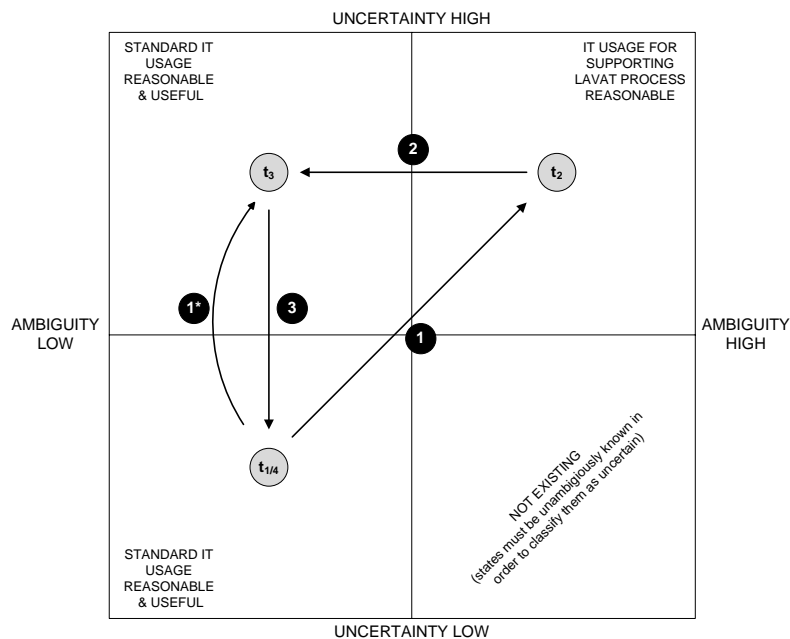 UNCERTAINTY HIGH
STANDARD IT
USAGE
REASONABLE
& USEFUL
IT USAGE FOR
SUPPORTING
LAVAT PROCESS
REASONABLE
2
t3
t2
1*
3
1
AMBIGUITY
LOW
AMBIGUITY
HIGH
t1/4
NOT EXISTING
(states must be unambigiously known in
order to classify them as uncertain)
STANDARD IT
USAGE
REASONABLE
& USEFUL
UNCERTAINTY LOW